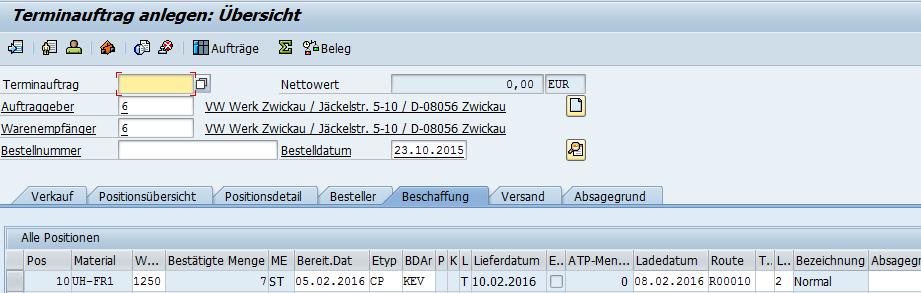 Terminauftrag anlegen: Übersicht
Aufträge Beleg
Terminauftrag Nettowert 0,00 EUR
Auftraggeber 6 VW Werk Zwickau / Jäckelstr. 5-10 / D-08056 Zwickau
Warenempfänger 6 VW Werk Zwickau / Jäckelstr. 5-10 / D-08056 Zwickau
Bestellnummer Bestelldatum 23.10.2015
Verkauf Positionsübersicht Positionsdetail Besteller Beschaffung Versand Absagegrund
Alle Positionen
Pos Material W... Bestätigte Menge ME Bereit.Dat Etyp BDAr P K L Lieferdatum E.. ATP-Men... Ladedatum Route T.. L.. Bezeichnung Absagegr
10 UH-FR1 1250 7 ST 05.02.2016 CP KEV T 10.02.2016 0 08.02.2016 R00010 2 Normal